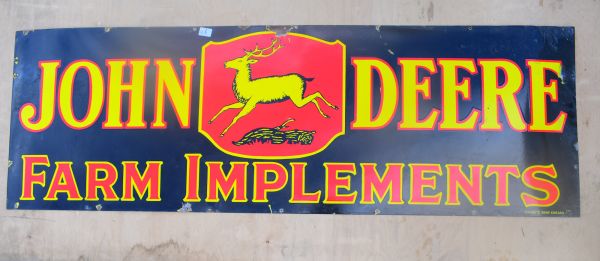 JOHN DEERE
FARM IMPLEMENTS